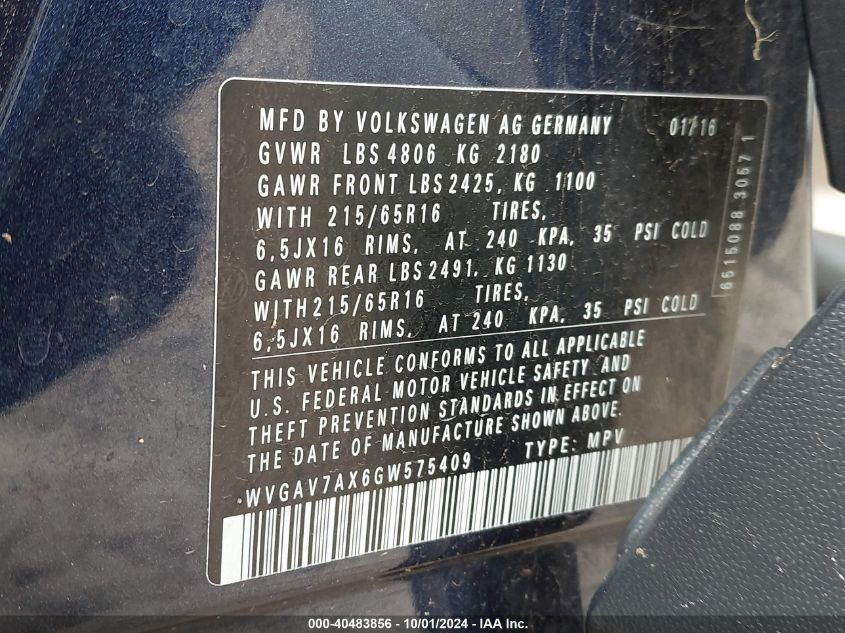 MFD BY VOLKSWAGEN AG GERMANY 01/16
GVWR LBS 4806 KG 2180
GAWR FRONT LBS 2425, KG 1100
WITH 215/65R16 TIRES,
6,5JX16 RIMS, AT 240 KPA, 35 PSI COLD
GAWR REAR LBS 2491, KG 1130
WITH 215/65R16 TIRES,
6,5JX16 RIMS, AT 240 KPA, 35 PSI COLD
THIS VEHICLE CONFORMS TO ALL APPLICABLE
U.S. FEDERAL MOTOR VEHICLE SAFETY AND
THEFT PREVENTION STANDARDS IN EFFECT ON
THE DATE OF MANUFACTURE SHOWN ABOVE.
WVGAV7AX6GW575409 TYPE: MPV
6515088 3057 1
000-40483856 - 10/01/2024 - IAA Inc.